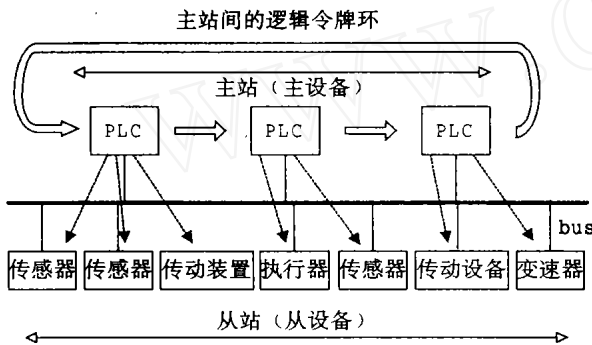 主站间的逻辑令牌环
主站（主设备）
PLC
PLC
PLC
bus
传感器
传感器
传动装置
执行器
传感器
传动设备
变速器
从站（从设备）